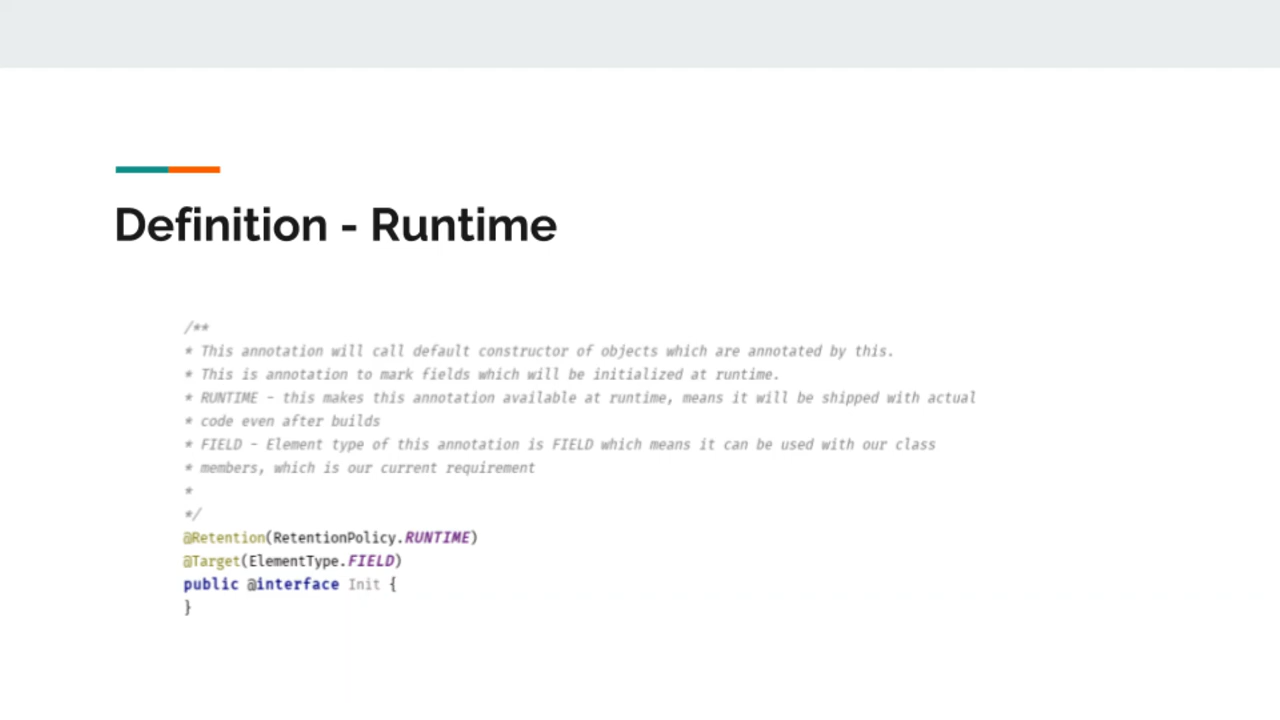 Definition - Runtime
/**
* This annotation will call default constructor of objects which are annotated by this.
* This is annotation to mark fields which will be initialized at runtime.
* RUNTIME - this makes this annotation available at runtime, means it will be shipped with actual
* code even after builds
* FIELD - Element type of this annotation is FIELD which means it can be used with our class
* members, which is our current requirement
*
*/
@Retention(RetentionPolicy.RUNTIME)
@Target(ElementType.FIELD)
public @interface Init {
}